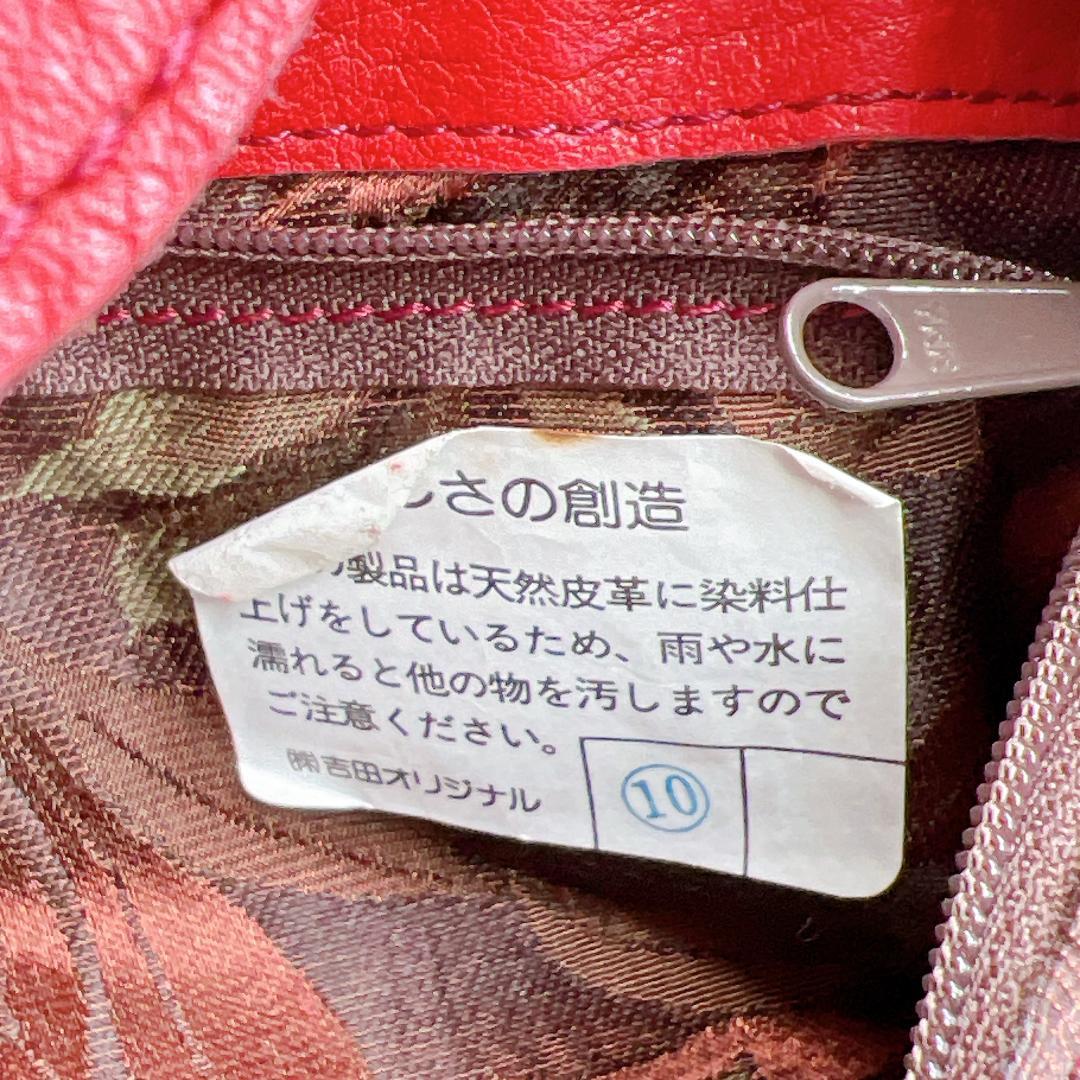 しさの創造
の製品は天然皮革に染料仕
上げをしているため、雨や水に
濡れると他の物を汚しますので
ご注意ください。
㈱吉田オリジナル
⑩